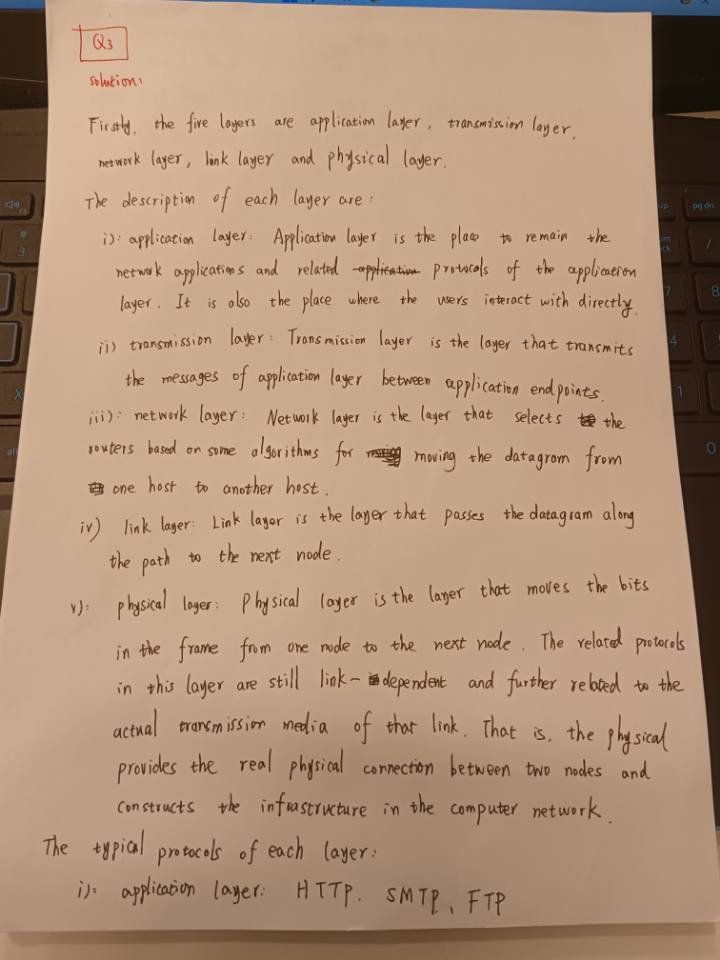 Q3
solution:
Firstly, the five layers are application layer, transmission layer,
network layer, link layer and physical layer.
The description of each layer are:
i): application layer: Application layer is the place to remain the
network applications and related application protocols of the application
layer. It is also the place where the users interact with directly.
ii) transmission layer: Transmission layer is the layer that transmits
the messages of application layer between application endpoints.
iii): network layer: Network layer is the layer that selects the
routers based on some algorithms for moving the datagram from
one host to another host.
iv) link layer: Link layer is the layer that passes the datagram along
the path to the next node.
v): physical layer: Physical layer is the layer that moves the bits
in the frame from one node to the next node. The related protocols
in this layer are still link-dependent and further related to the
actual transmission media of that link. That is, the physical
provides the real physical connection between two nodes and
constructs the infrastructure in the computer network.
The typical protocols of each layer:
i): application layer: HTTP. SMTP, FTP
pg dn